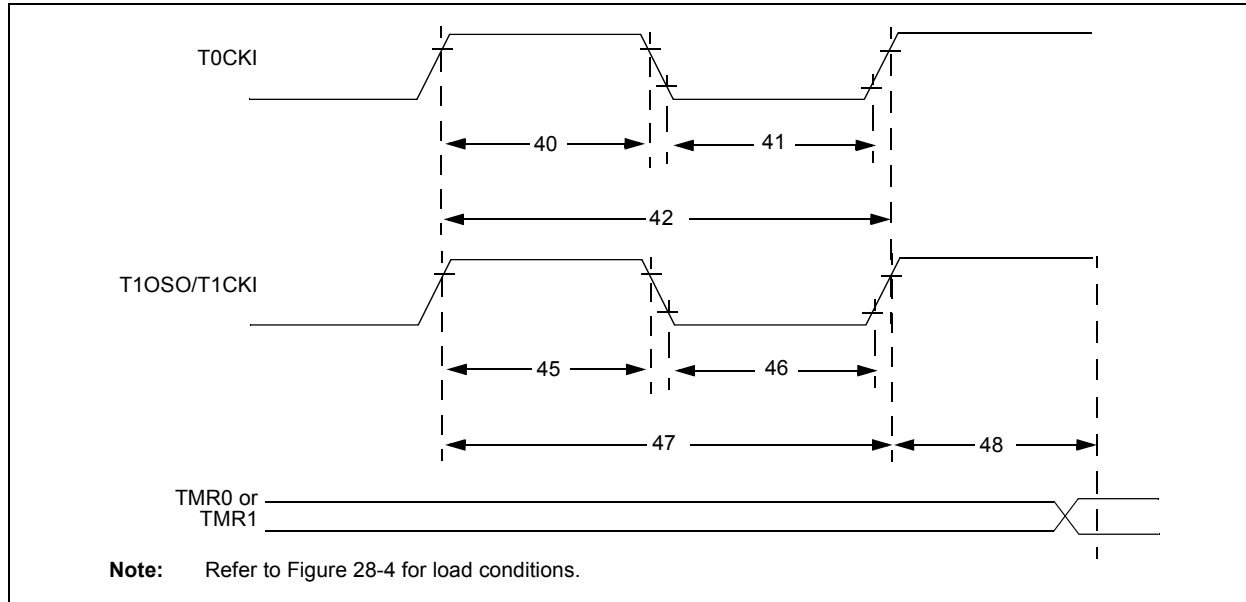 T0CKI
40
41
42
T1OSO/T1CKI
45
46
47
48
TMR0 or
TMR1
Note: Refer to Figure 28-4 for load conditions.